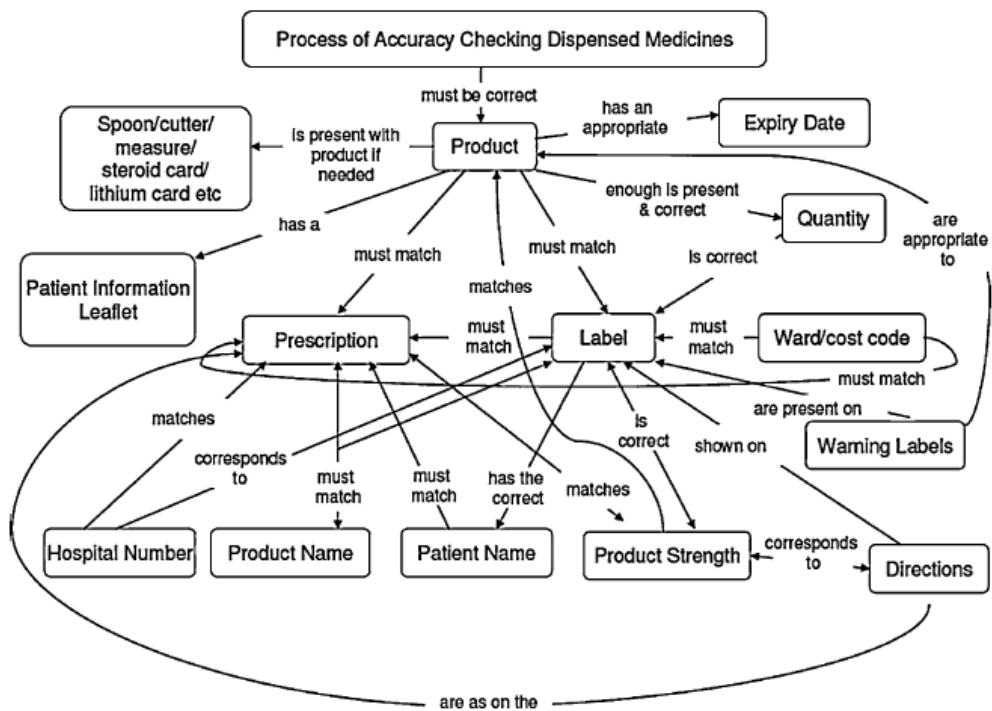 Process of Accuracy Checking Dispensed Medicines
must be correct
has an
appropriate
Expiry Date
Spoon/cutter/
measure/
steroid card/
lithium card etc
is present with
product if
needed
Product
enough is present
& correct
Quantity
are
appropriate
to
has a
must match
must match
is correct
matches
Patient Information
Leaflet
Prescription
must
match
Label
must
match
Ward/cost code
must match
matches
are present on
is
correct
shown on
Warning Labels
corresponds
to
must
match
must
match
has the
correct
matches
Hospital Number
Product Name
Patient Name
Product Strength
corresponds
to
Directions
are as on the